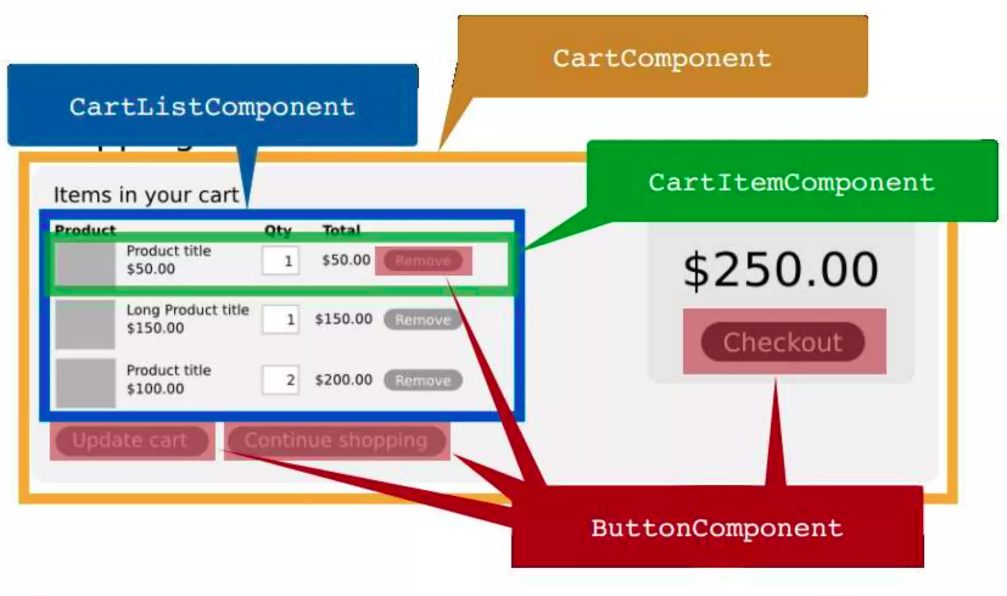 CartComponent
CartListComponent
CartItemComponent
Items in your cart
Product Qty Total
Product title
$50.00
1 $50.00 Remove
Long Product title
$150.00
1 $150.00 Remove
Product title
$100.00
2 $200.00 Remove
$250.00
Checkout
Update cart Continue shopping
ButtonComponent